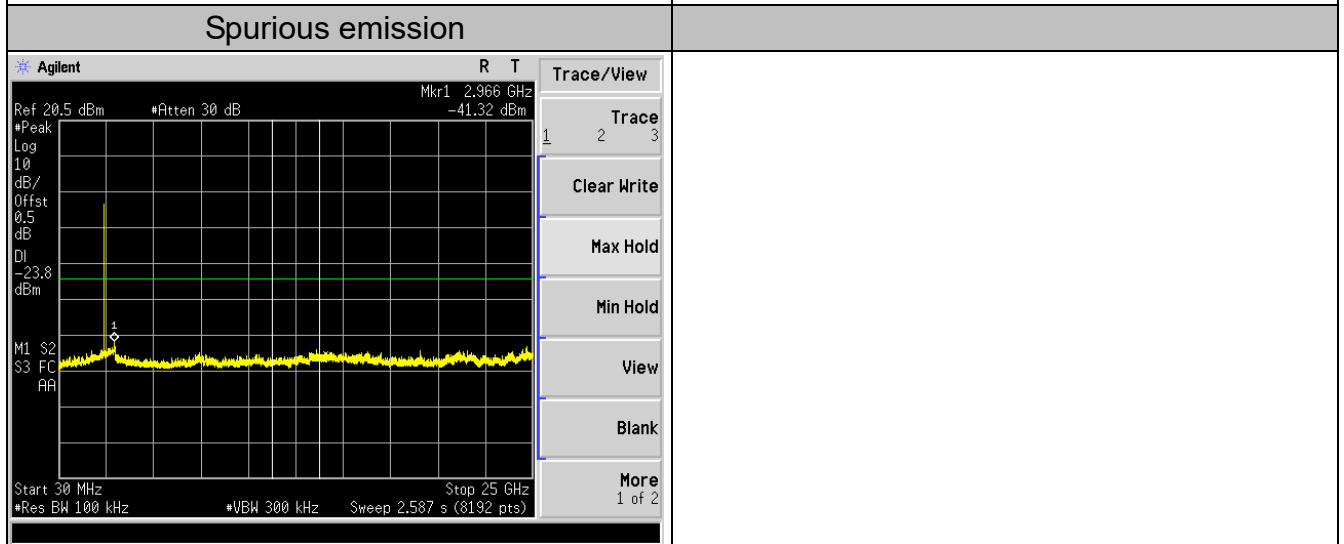 Spurious emission
Agilent R T
Mkr1 2.966 GHz
Ref 20.5 dBm #Atten 30 dB -41.32 dBm
#Peak
Log
10
dB/
Offst
0.5
dB
DI
-23.8
dBm
1
M1 S2
S3 FC
AA
Start 30 MHz Stop 25 GHz
#Res BW 100 kHz #VBW 300 kHz Sweep 2.587 s (8192 pts)
Trace/View
Trace
1 2 3
Clear Write
Max Hold
Min Hold
View
Blank
More
1 of 2